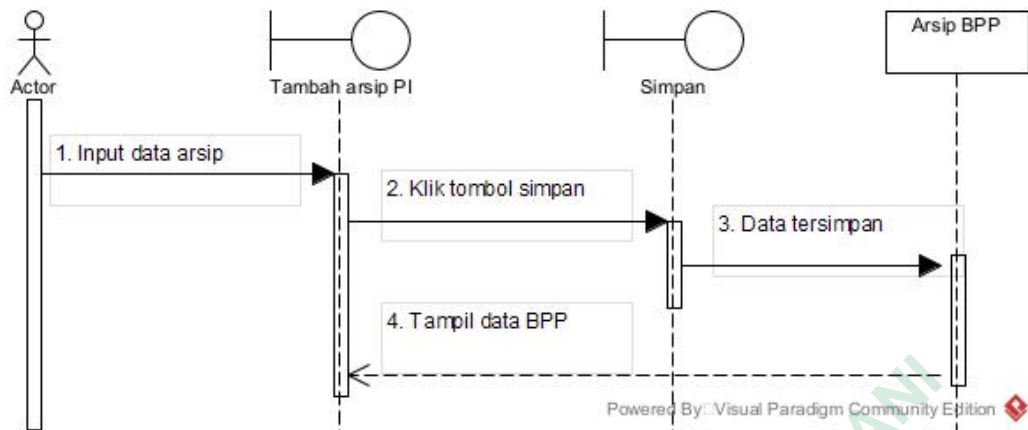 Arsip BPP
Actor
Tambah arsip PI
Simpan
1. Input data arsip
2. Klik tombol simpan
3. Data tersimpan
4. Tampil data BPP
Powered By Visual Paradigm Community Edition
ANI